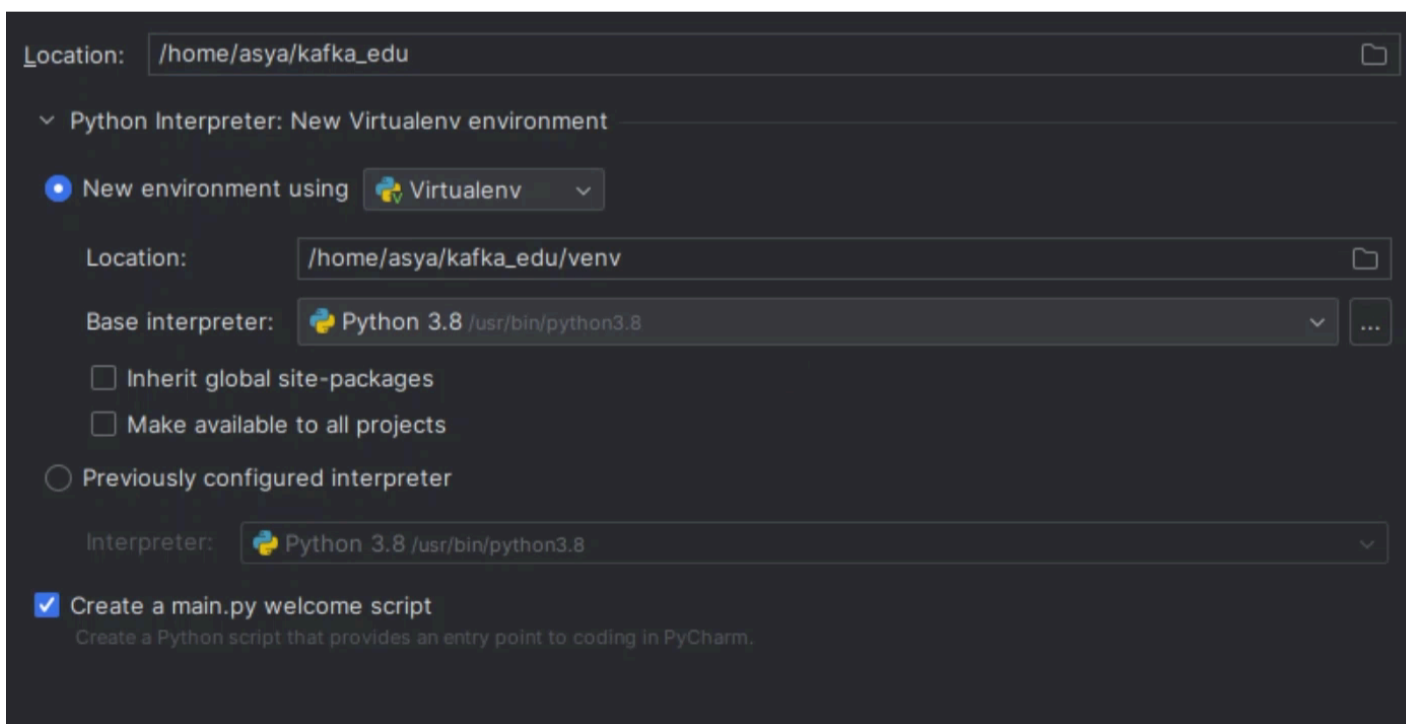 Location: /home/asya/kafka_edu
Python Interpreter: New Virtualenv environment
New environment using Virtualenv
Location: /home/asya/kafka_edu/venv
Base interpreter: Python 3.8 /usr/bin/python3.8 ...
Inherit global site-packages
Make available to all projects
Previously configured interpreter
Interpreter: Python 3.8 /usr/bin/python3.8
Create a main.py welcome script
Create a Python script that provides an entry point to coding in PyCharm.